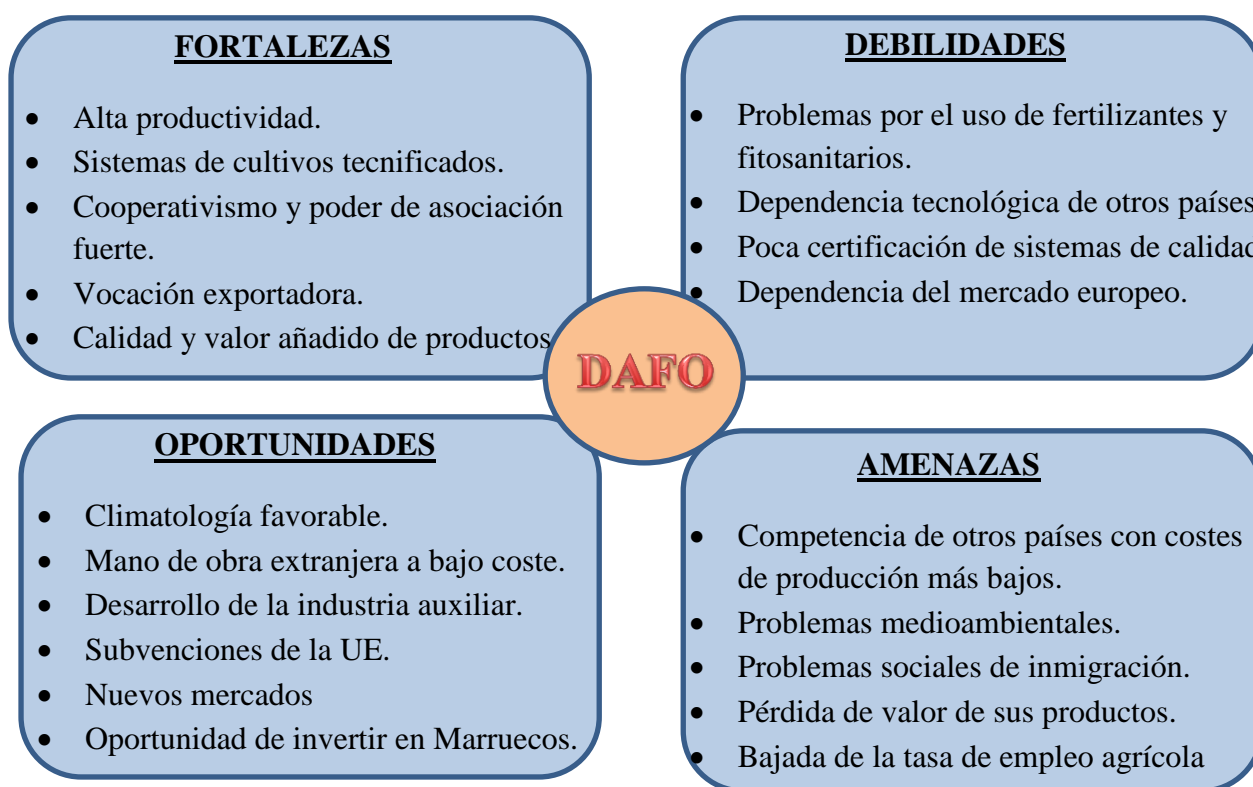 FORTALEZAS
• Alta productividad.
• Sistemas de cultivos tecnificados.
• Cooperativismo y poder de asociación
fuerte.
• Vocación exportadora.
• Calidad y valor añadido de productos
DEBILIDADES
• Problemas por el uso de fertilizantes y
fitosanitarios.
• Dependencia tecnológica de otros países
• Poca certificación de sistemas de calidad
• Dependencia del mercado europeo.
DAFO
OPORTUNIDADES
• Climatología favorable.
• Mano de obra extranjera a bajo coste.
• Desarrollo de la industria auxiliar.
• Subvenciones de la UE.
• Nuevos mercados
• Oportunidad de invertir en Marruecos.
AMENAZAS
• Competencia de otros países con costes
de producción más bajos.
• Problemas medioambientales.
• Problemas sociales de inmigración.
• Pérdida de valor de sus productos.
• Bajada de la tasa de empleo agrícola